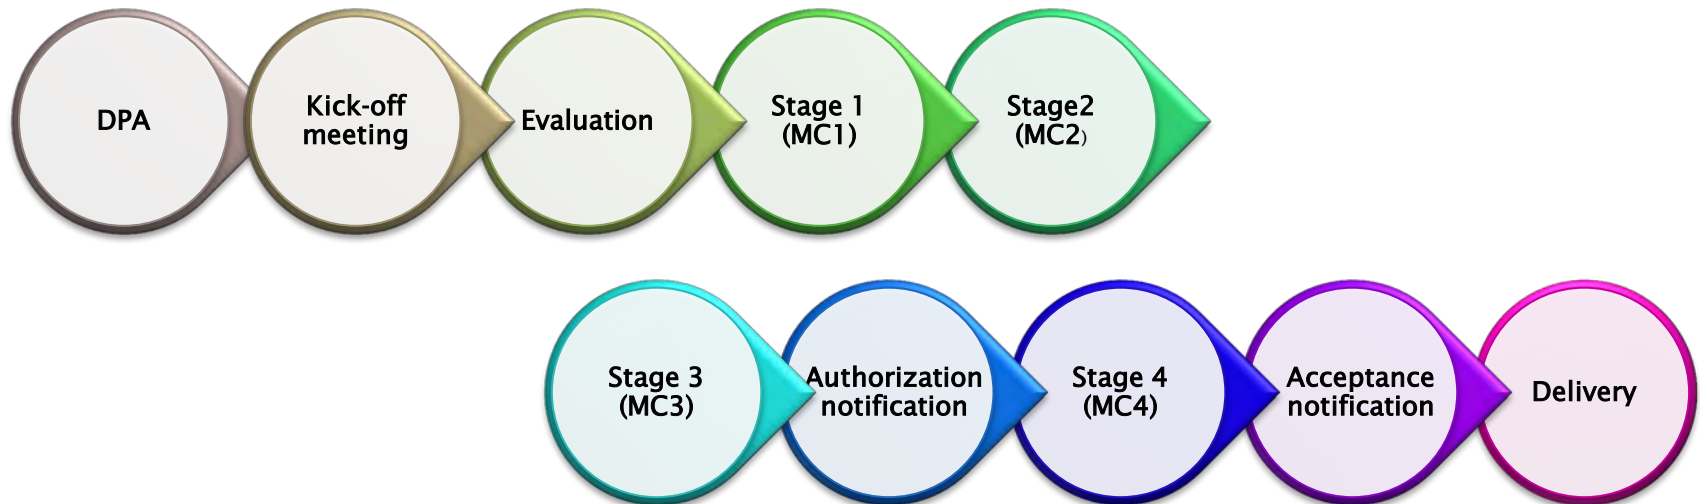 DPA
Kick-off
meeting
Evaluation
Stage 1
(MC1)
Stage2
(MC2)
Stage 3
(MC3)
Authorization
notification
Stage 4
(MC4)
Acceptance
notification
Delivery